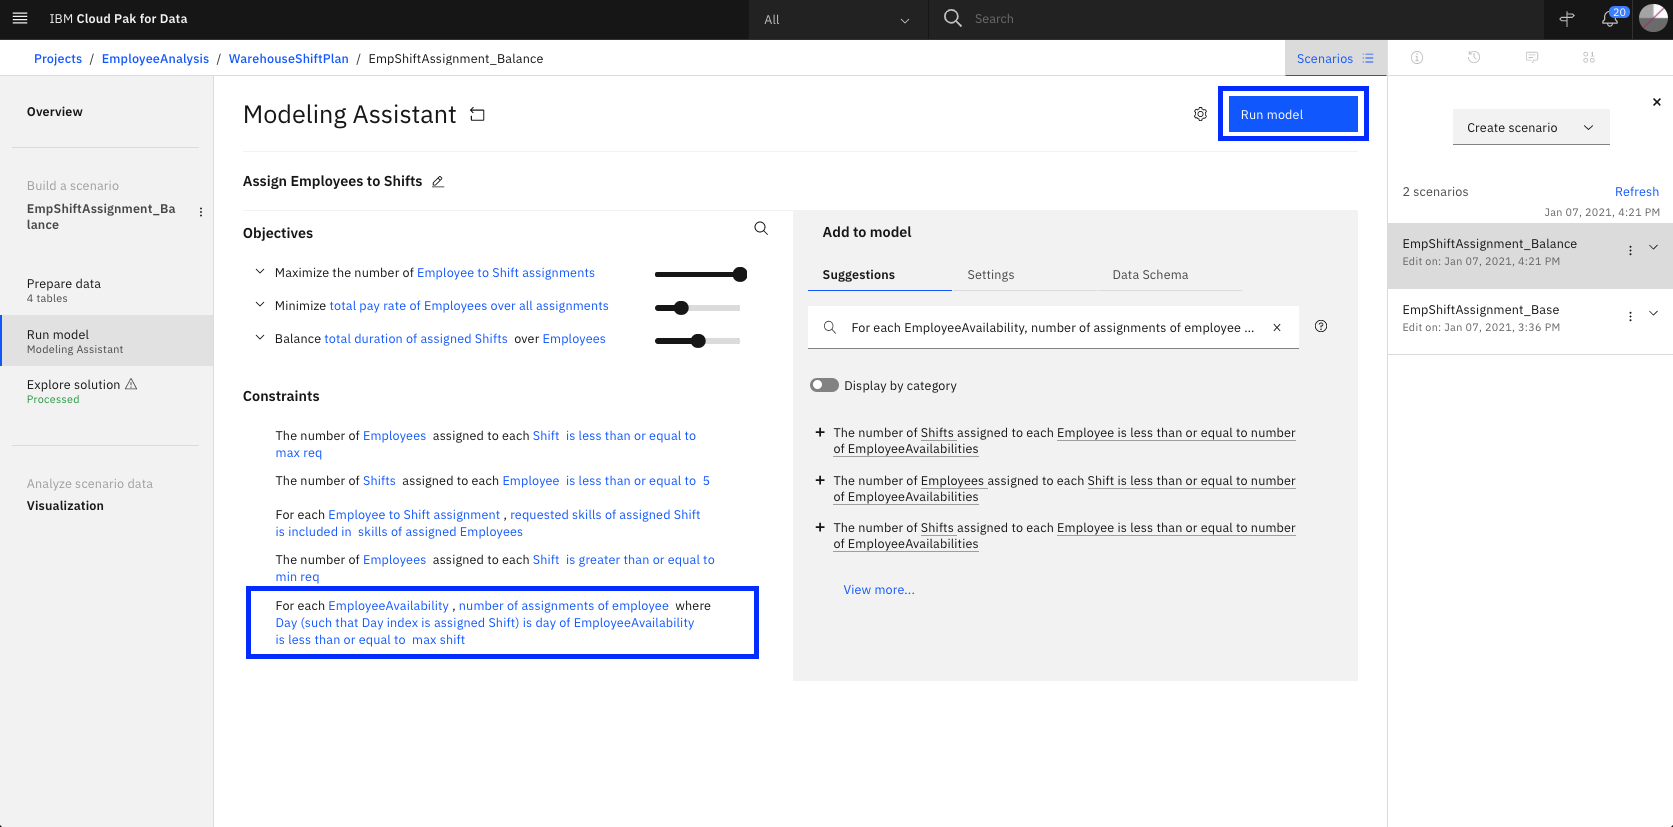 IBM Cloud Pak for Data
All
Search
20
Projects / EmployeeAnalysis / WarehouseShiftPlan / EmpShiftAssignment_Balance
Scenarios
Overview
Build a scenario
EmpShiftAssignment_Ba
lance
Prepare data
4 tables
Run model
Modeling Assistant
Explore solution
Processed
Analyze scenario data
Visualization
Modeling Assistant
Run model
Assign Employees to Shifts
Objectives
Maximize the number of Employee to Shift assignments
Minimize total pay rate of Employees over all assignments
Balance total duration of assigned Shifts over Employees
Constraints
The number of Employees assigned to each Shift is less than or equal to
max req
The number of Shifts assigned to each Employee is less than or equal to 5
For each Employee to Shift assignment , requested skills of assigned Shift
is included in skills of assigned Employees
The number of Employees assigned to each Shift is greater than or equal to
min req
For each EmployeeAvailability , number of assignments of employee where
Day (such that Day index is assigned Shift) is day of EmployeeAvailability
is less than or equal to max shift
Add to model
Suggestions
Settings
Data Schema
For each EmployeeAvailability, number of assignments of employee ...
Display by category
+ The number of Shifts assigned to each Employee is less than or equal to number
of EmployeeAvailabilities
+ The number of Employees assigned to each Shift is less than or equal to number
of EmployeeAvailabilities
+ The number of Shifts assigned to each Employee is less than or equal to number
of EmployeeAvailabilities
View more...
Create scenario
2 scenarios
Refresh
Jan 07, 2021, 4:21 PM
EmpShiftAssignment_Balance
Edit on: Jan 07, 2021, 4:21 PM
EmpShiftAssignment_Base
Edit on: Jan 07, 2021, 3:36 PM